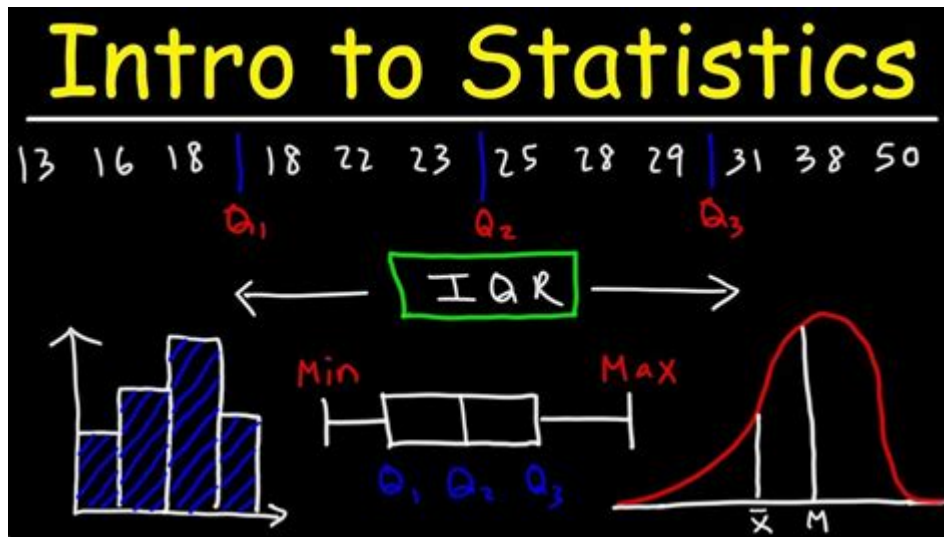 Intro to Statistics
13 16 18 18 22 23 25 28 29 31 38 50
Q₁ Q₂ Q₃
IQR
Min Max
Q₁ Q₂ Q₃
x̄ M